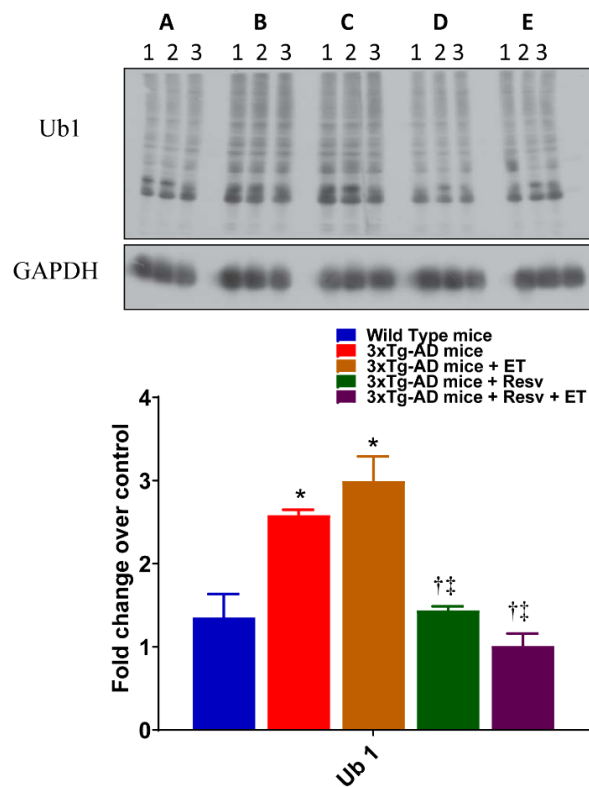 A B C D E
1 2 3 1 2 3 1 2 3 1 2 3 1 2 3
Ub1
GAPDH
Wild Type mice
3xTg-AD mice
3xTg-AD mice + ET
3xTg-AD mice + Resv
3xTg-AD mice + Resv + ET
Fold change over control
4
3
2
1
0
*
*
†‡
†‡
Ub 1